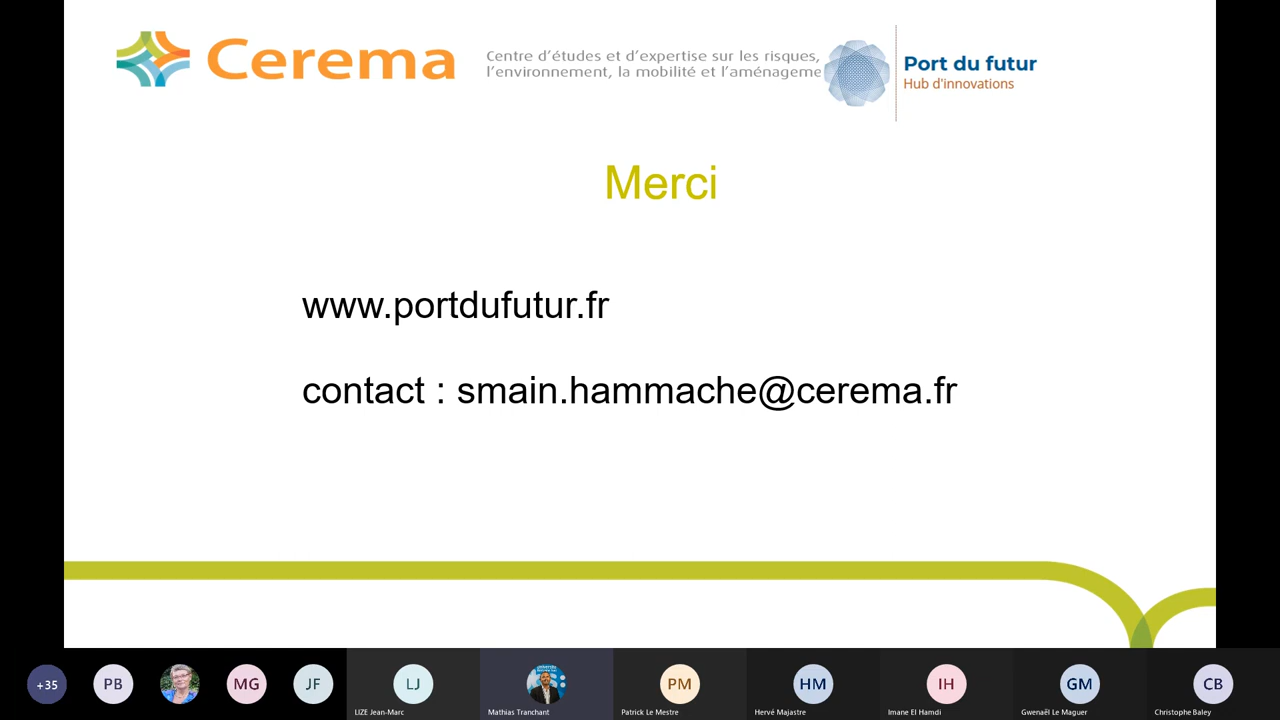 Cerema
Centre d'études et d'expertise sur les risques,
l'environnement, la mobilité et l'aménageme
Port du futur
Hub d'innovations
Merci
www.portdufutur.fr
contact : smain.hammache@cerema.fr
+35
PB
MG
JF
LJ
PM
HM
IH
GM
CB
LIZE Jean-Marc
Mathias Tranchant
Patrick Le Mestre
Hervé Majastre
Imane El Hamdi
Gwenaël Le Maguer
Christophe Baley